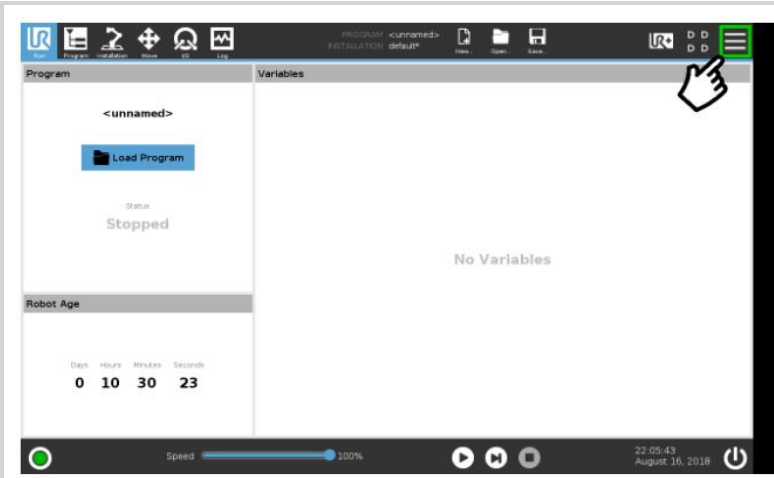 UR
UR+
D D
D D
Run
Program
Installation
Move
I/O
Log
PROGRAM <unnamed>
INSTALLATION default*
New...
Open...
Save...
Program
Variables
<unnamed>
Load Program
Status
Stopped
No Variables
Robot Age
Days Hours Minutes Seconds
0 10 30 23
Speed
100%
22:05:43
August 16, 2018